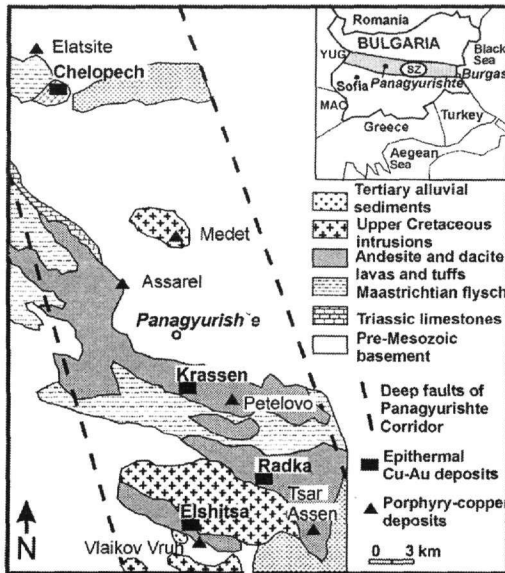 Elatsite
Chelopech
Medet
Assarel
Panagyurish`e
Krassen
Petelovo
Radka
Tsar
Assen
Elshitsa
Vlaikov Vruh
N
Romania
BULGARIA
YUG
Black
Sea
SZ
Burgas
Panagyurishte
Sofia
MAC
Turkey
Greece
Aegean
Sea
Tertiary alluvial
sediments
Upper Cretaceous
intrusions
Andesite and dacite
lavas and tuffs
Maastrichtian flysch
Triassic limestones
Pre-Mesozoic
basement
Deep faults of
Panagyurishte
Corridor
Epithermal
Cu-Au deposits
Porphyry-copper
deposits
0 3 km